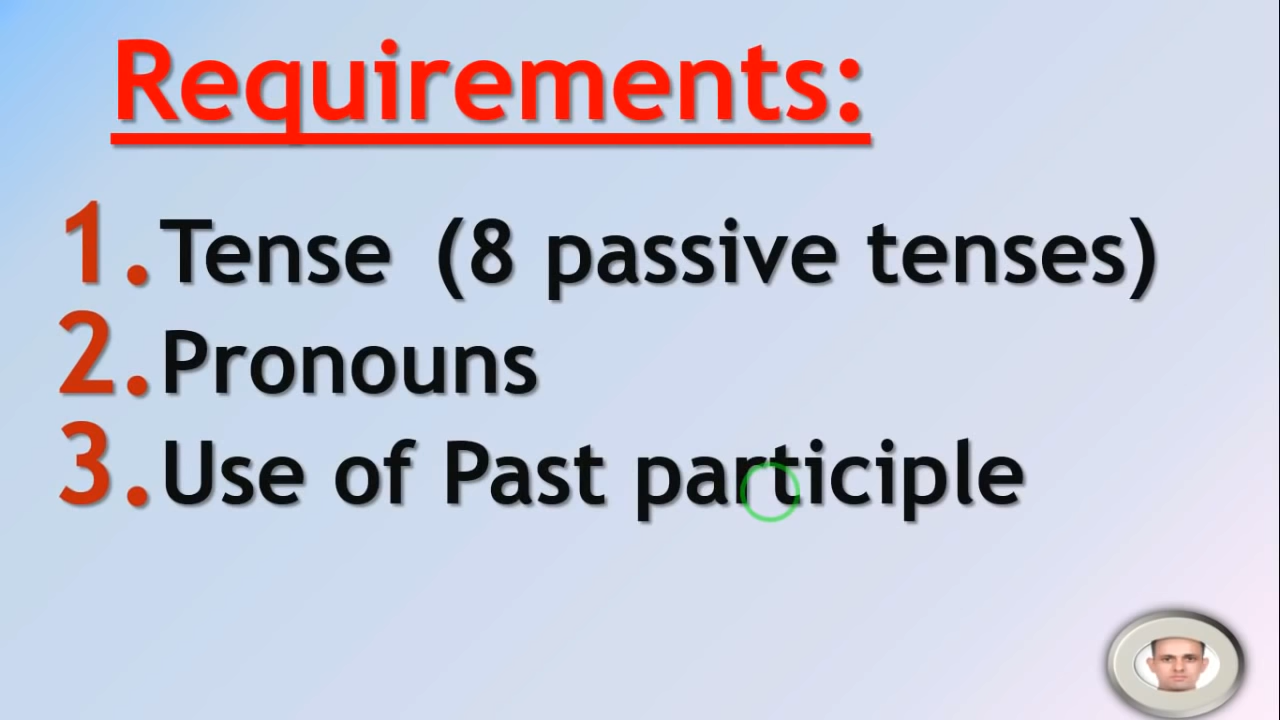 Requirements:
1. Tense (8 passive tenses)
2. Pronouns
3. Use of Past participle